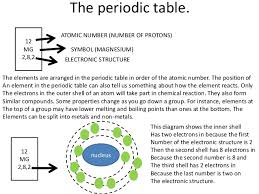 The periodic table.
12
MG
2,8,2
ATOMIC NUMBER (NUMBER OF PROTONS)
SYMBOL (MAGNESIUM)
ELECTRONIC STRUCTURE
The elements are arranged in the periodic table in order of the atomic number. The position of
An element in the periodic table can also tell us something about how the element reacts. Only
The electrons in the outer shell of an atom will take part in chemical reaction. They also form
Similar compounds. Some properties change as you go down a group. For instance, elements at
The top of a group may have lower melting and boiling points than ones at the bottom. The
Elements can be split into metals and non-metals.
12
MG
2,8,2
nucleus
This diagram shows the inner shell
Has two electrons in because the first
Number of the electronic structure is 2
Then the second shell has 8 electrons in
Because the second number is 8 and
The third shell has 2 electrons in
Because the last number is two on
The electronic structure.